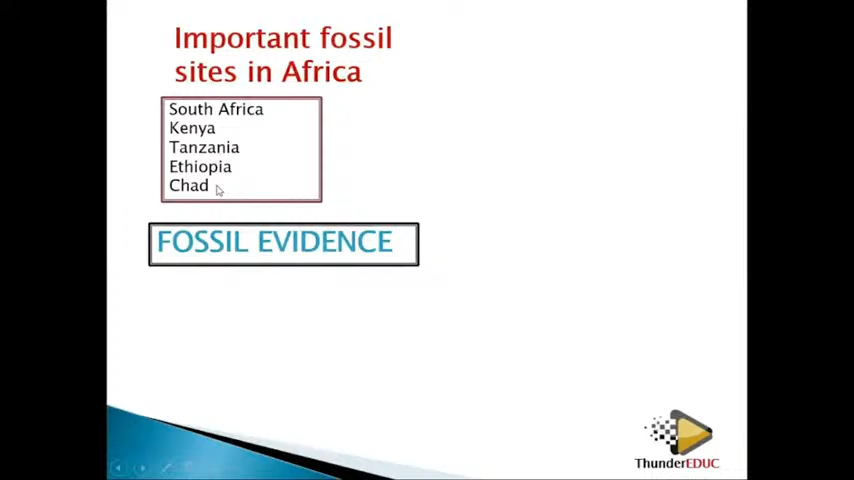 Important fossil
sites in Africa
South Africa
Kenya
Tanzania
Ethiopia
Chad
FOSSIL EVIDENCE
ThunderEDUC